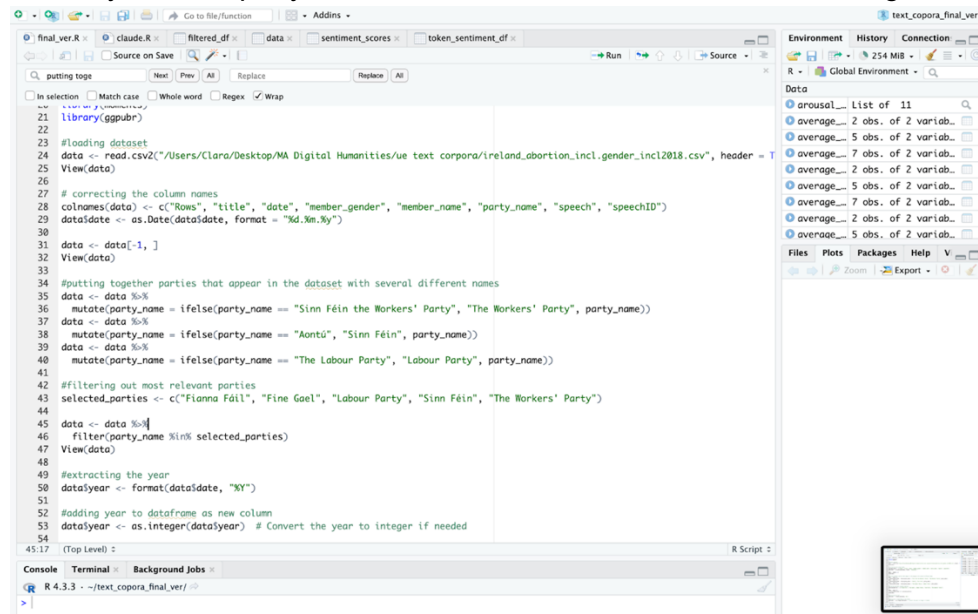 Go to file/function
Addins
text_copora_final_ver
final_ver.R
claude.R
filtered_df
data
sentiment_scores
token_sentiment_df
Source on Save
Run
Source
putting toge
Next
Prev
All
Replace
Replace
All
In selection
Match case
Whole word
Regex
Wrap
21 library(ggpubr)
22
23 #loading dataset
24 data <- read.csv2("/Users/Clara/Desktop/MA Digital Humanities/ue text corpora/ireland_abortion_incl.gender_incl2018.csv", header = T
25 View(data)
26
27 # correcting the column names
28 colnames(data) <- c("Rows", "title", "date", "member_gender", "member_name", "party_name", "speech", "speechID")
29 data$date <- as.Date(data$date, format = "%d.%m.%y")
30
31 data <- data[-1, ]
32 View(data)
33
34 #putting together parties that appear in the dataset with several different names
35 data <- data %>%
36 mutate(party_name = ifelse(party_name == "Sinn Féin the Workers' Party", "The Workers' Party", party_name))
37 data <- data %>%
38 mutate(party_name = ifelse(party_name == "Aontú", "Sinn Féin", party_name))
39 data <- data %>%
40 mutate(party_name = ifelse(party_name == "The Labour Party", "Labour Party", party_name))
41
42 #filtering out most relevant parties
43 selected_parties <- c("Fianna Fáil", "Fine Gael", "Labour Party", "Sinn Féin", "The Workers' Party")
44
45 data <- data %>%
46 filter(party_name %in% selected_parties)
47 View(data)
48
49 #extracting the year
50 data$year <- format(data$date, "%Y")
51
52 #adding year to dataframe as new column
53 data$year <- as.integer(data$year) # Convert the year to integer if needed
54
45:17 (Top Level) R Script
Console
Terminal
Background Jobs
R 4.3.3 · ~/text_copora_final_ver/
>
Environment
History
Connection
254 MiB
R
Global Environment
Data
arousal_… List of 11
average_… 2 obs. of 2 variab…
average_… 5 obs. of 2 variab…
average_… 7 obs. of 2 variab…
average_… 2 obs. of 2 variab…
average_… 5 obs. of 2 variab…
average_… 7 obs. of 2 variab…
average_… 2 obs. of 2 variab…
average_… 5 obs. of 2 variab…
Files
Plots
Packages
Help
V
Zoom
Export